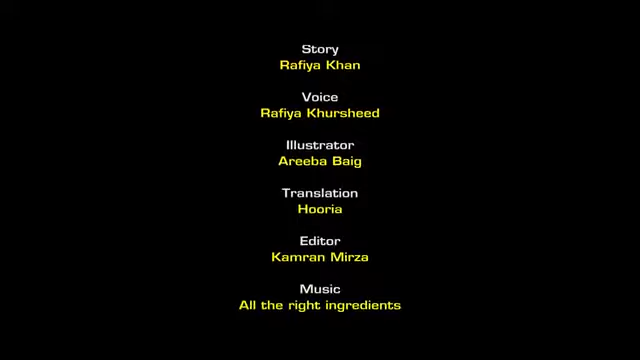 Story
Rafiya Khan
Voice
Rafiya Khursheed
Illustrator
Areeba Baig
Translation
Hooria
Editor
Kamran Mirza
Music
All the right ingredients